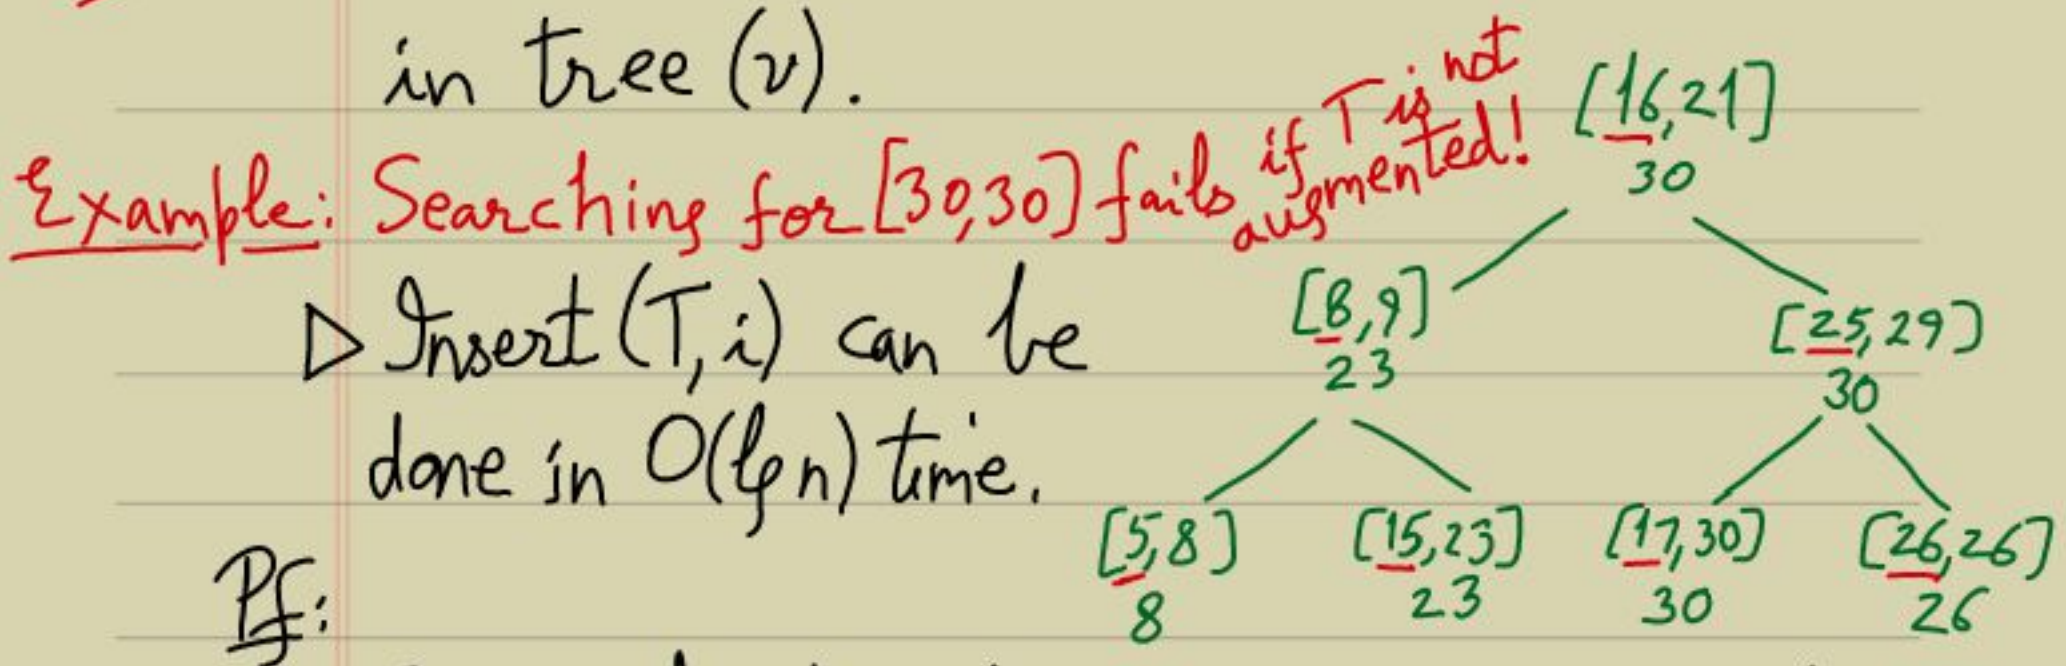 in tree (v).
Example: Searching for [30,30] fails if T is not augmented!
▷ Insert (T, i) can be
done in O(lg n) time.
Pf:
[16,21]
30
[8,9]
23
[25,29]
30
[5,8]
8
[15,23]
23
[17,30]
30
[26,26]
26